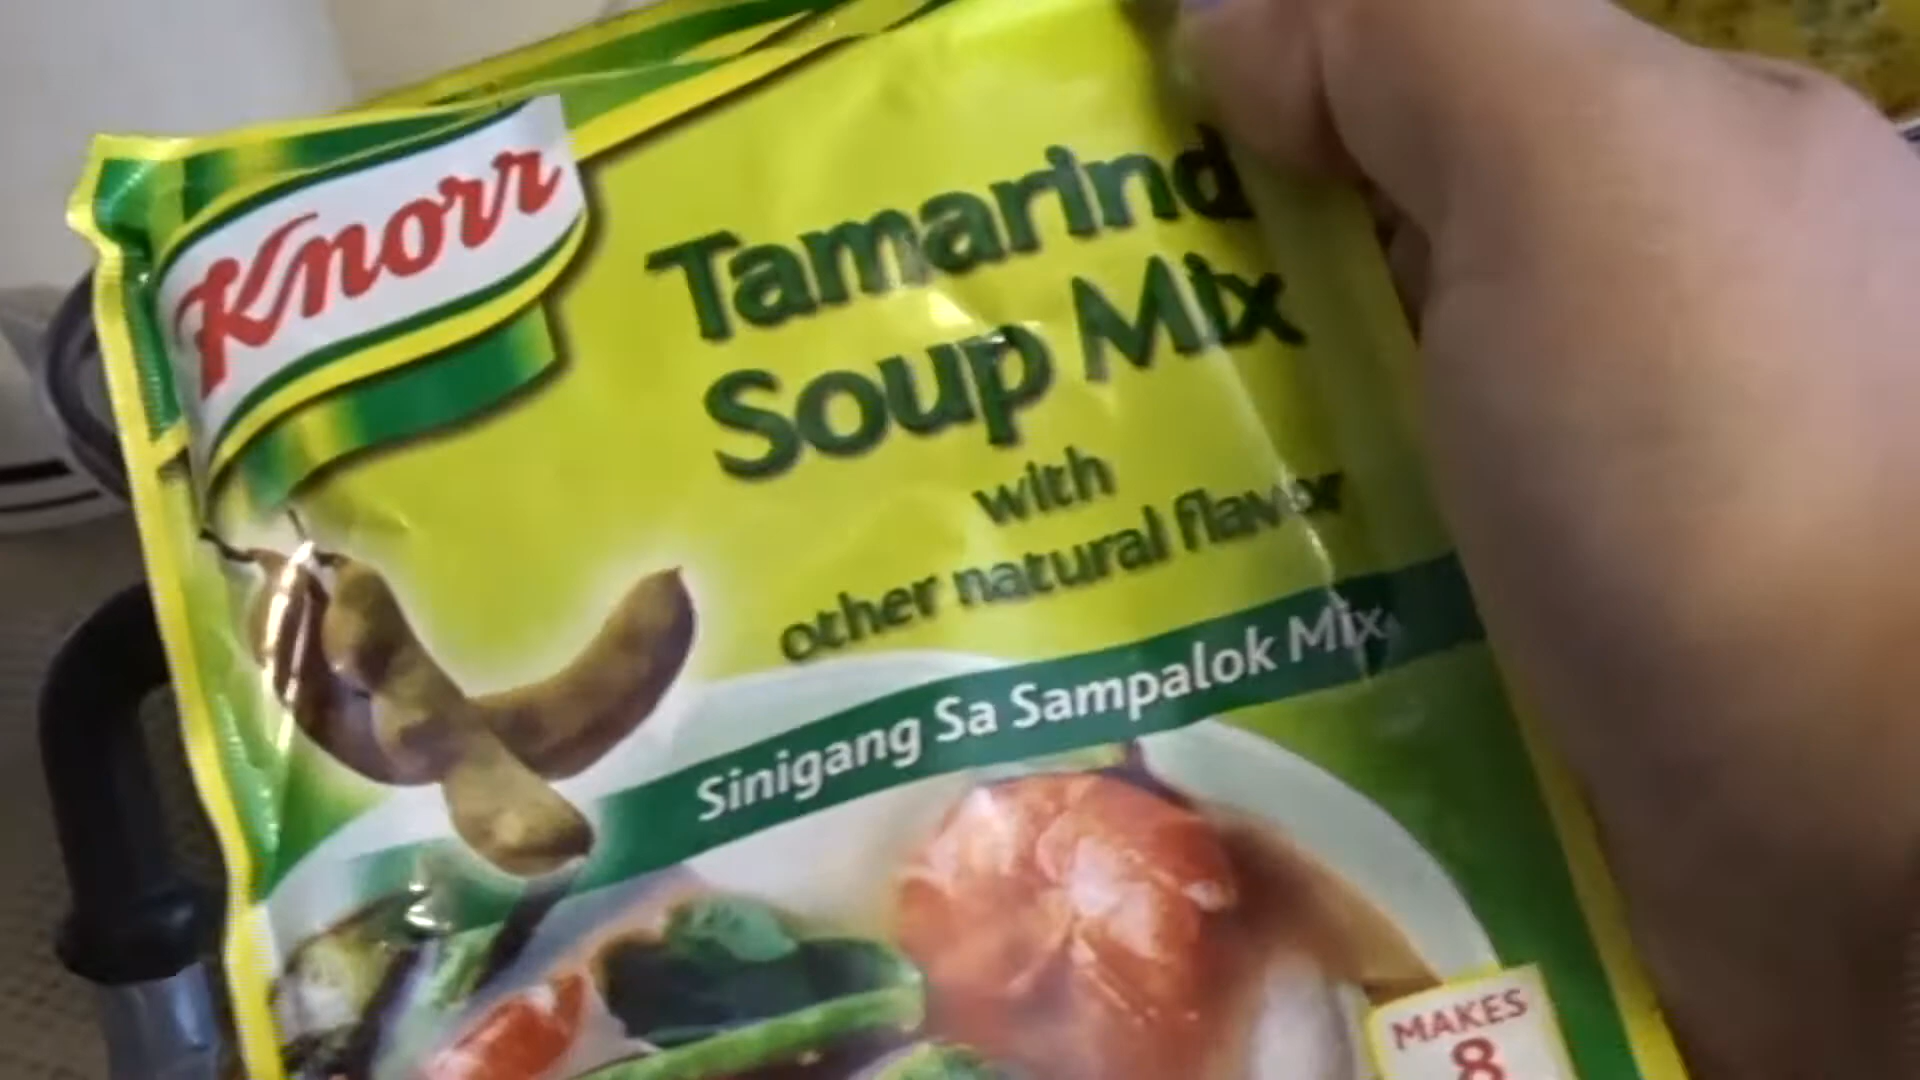 Knorr
Tamarind
Soup Mix
with
other natural flavor
Sinigang Sa Sampalok Mix
MAKES
8